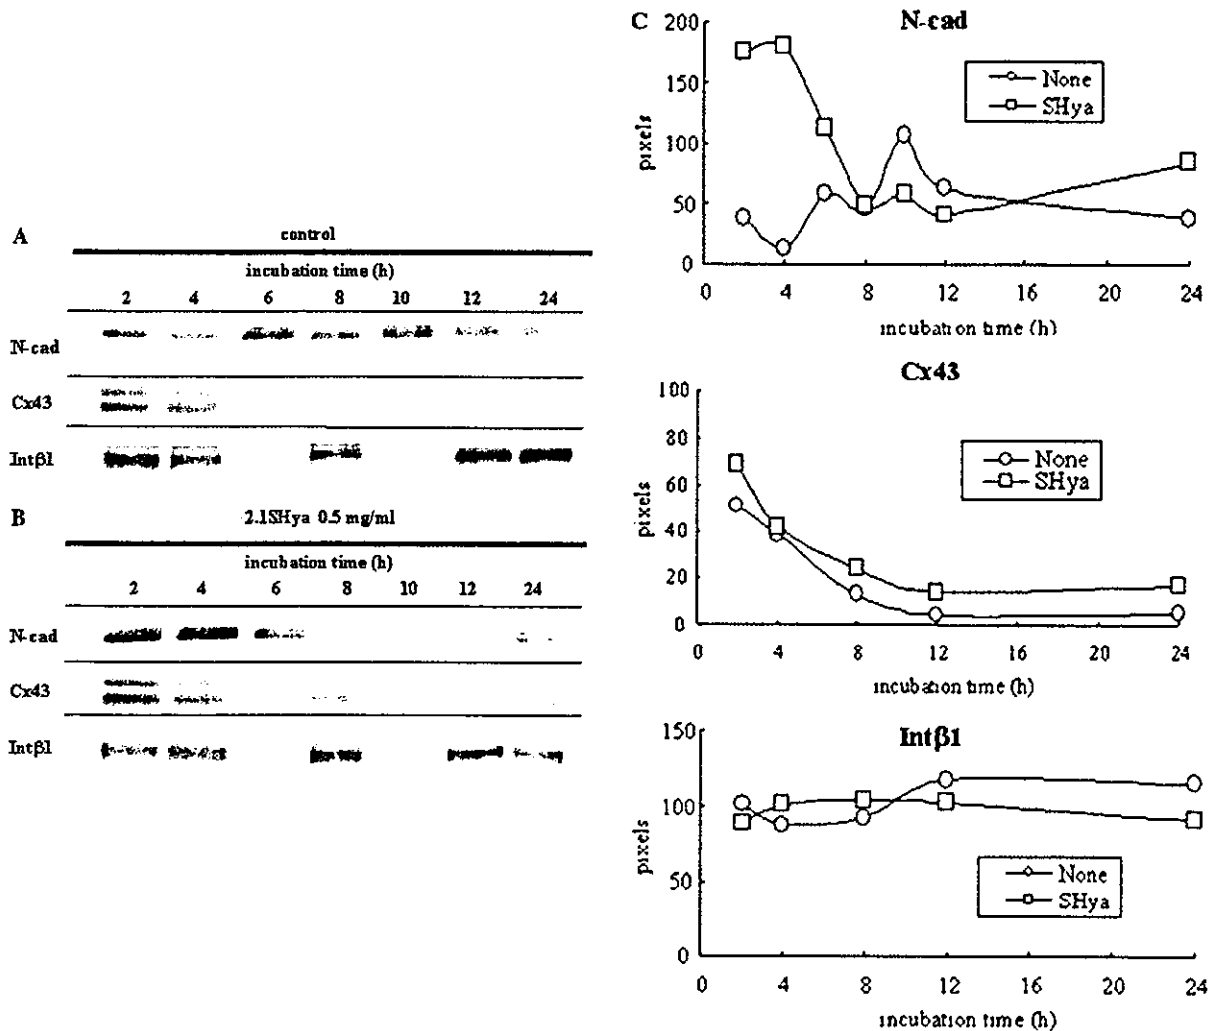 A
control
incubation time (h)
2 4 6 8 10 12 24
N-cad
Cx43
Intβ1
B
2.1SHya 0.5 mg/ml
incubation time (h)
2 4 6 8 10 12 24
N-cad
Cx43
Intβ1
C
N-cad
200
150
100
50
0
pixels
None
SHya
0 4 8 12 16 20 24
incubation time (h)
Cx43
100
80
60
40
20
0
pixels
None
SHya
0 4 8 12 16 20 24
incubation time (h)
Intβ1
150
100
50
0
pixels
None
SHya
0 4 8 12 16 20 24
incubation time (h)